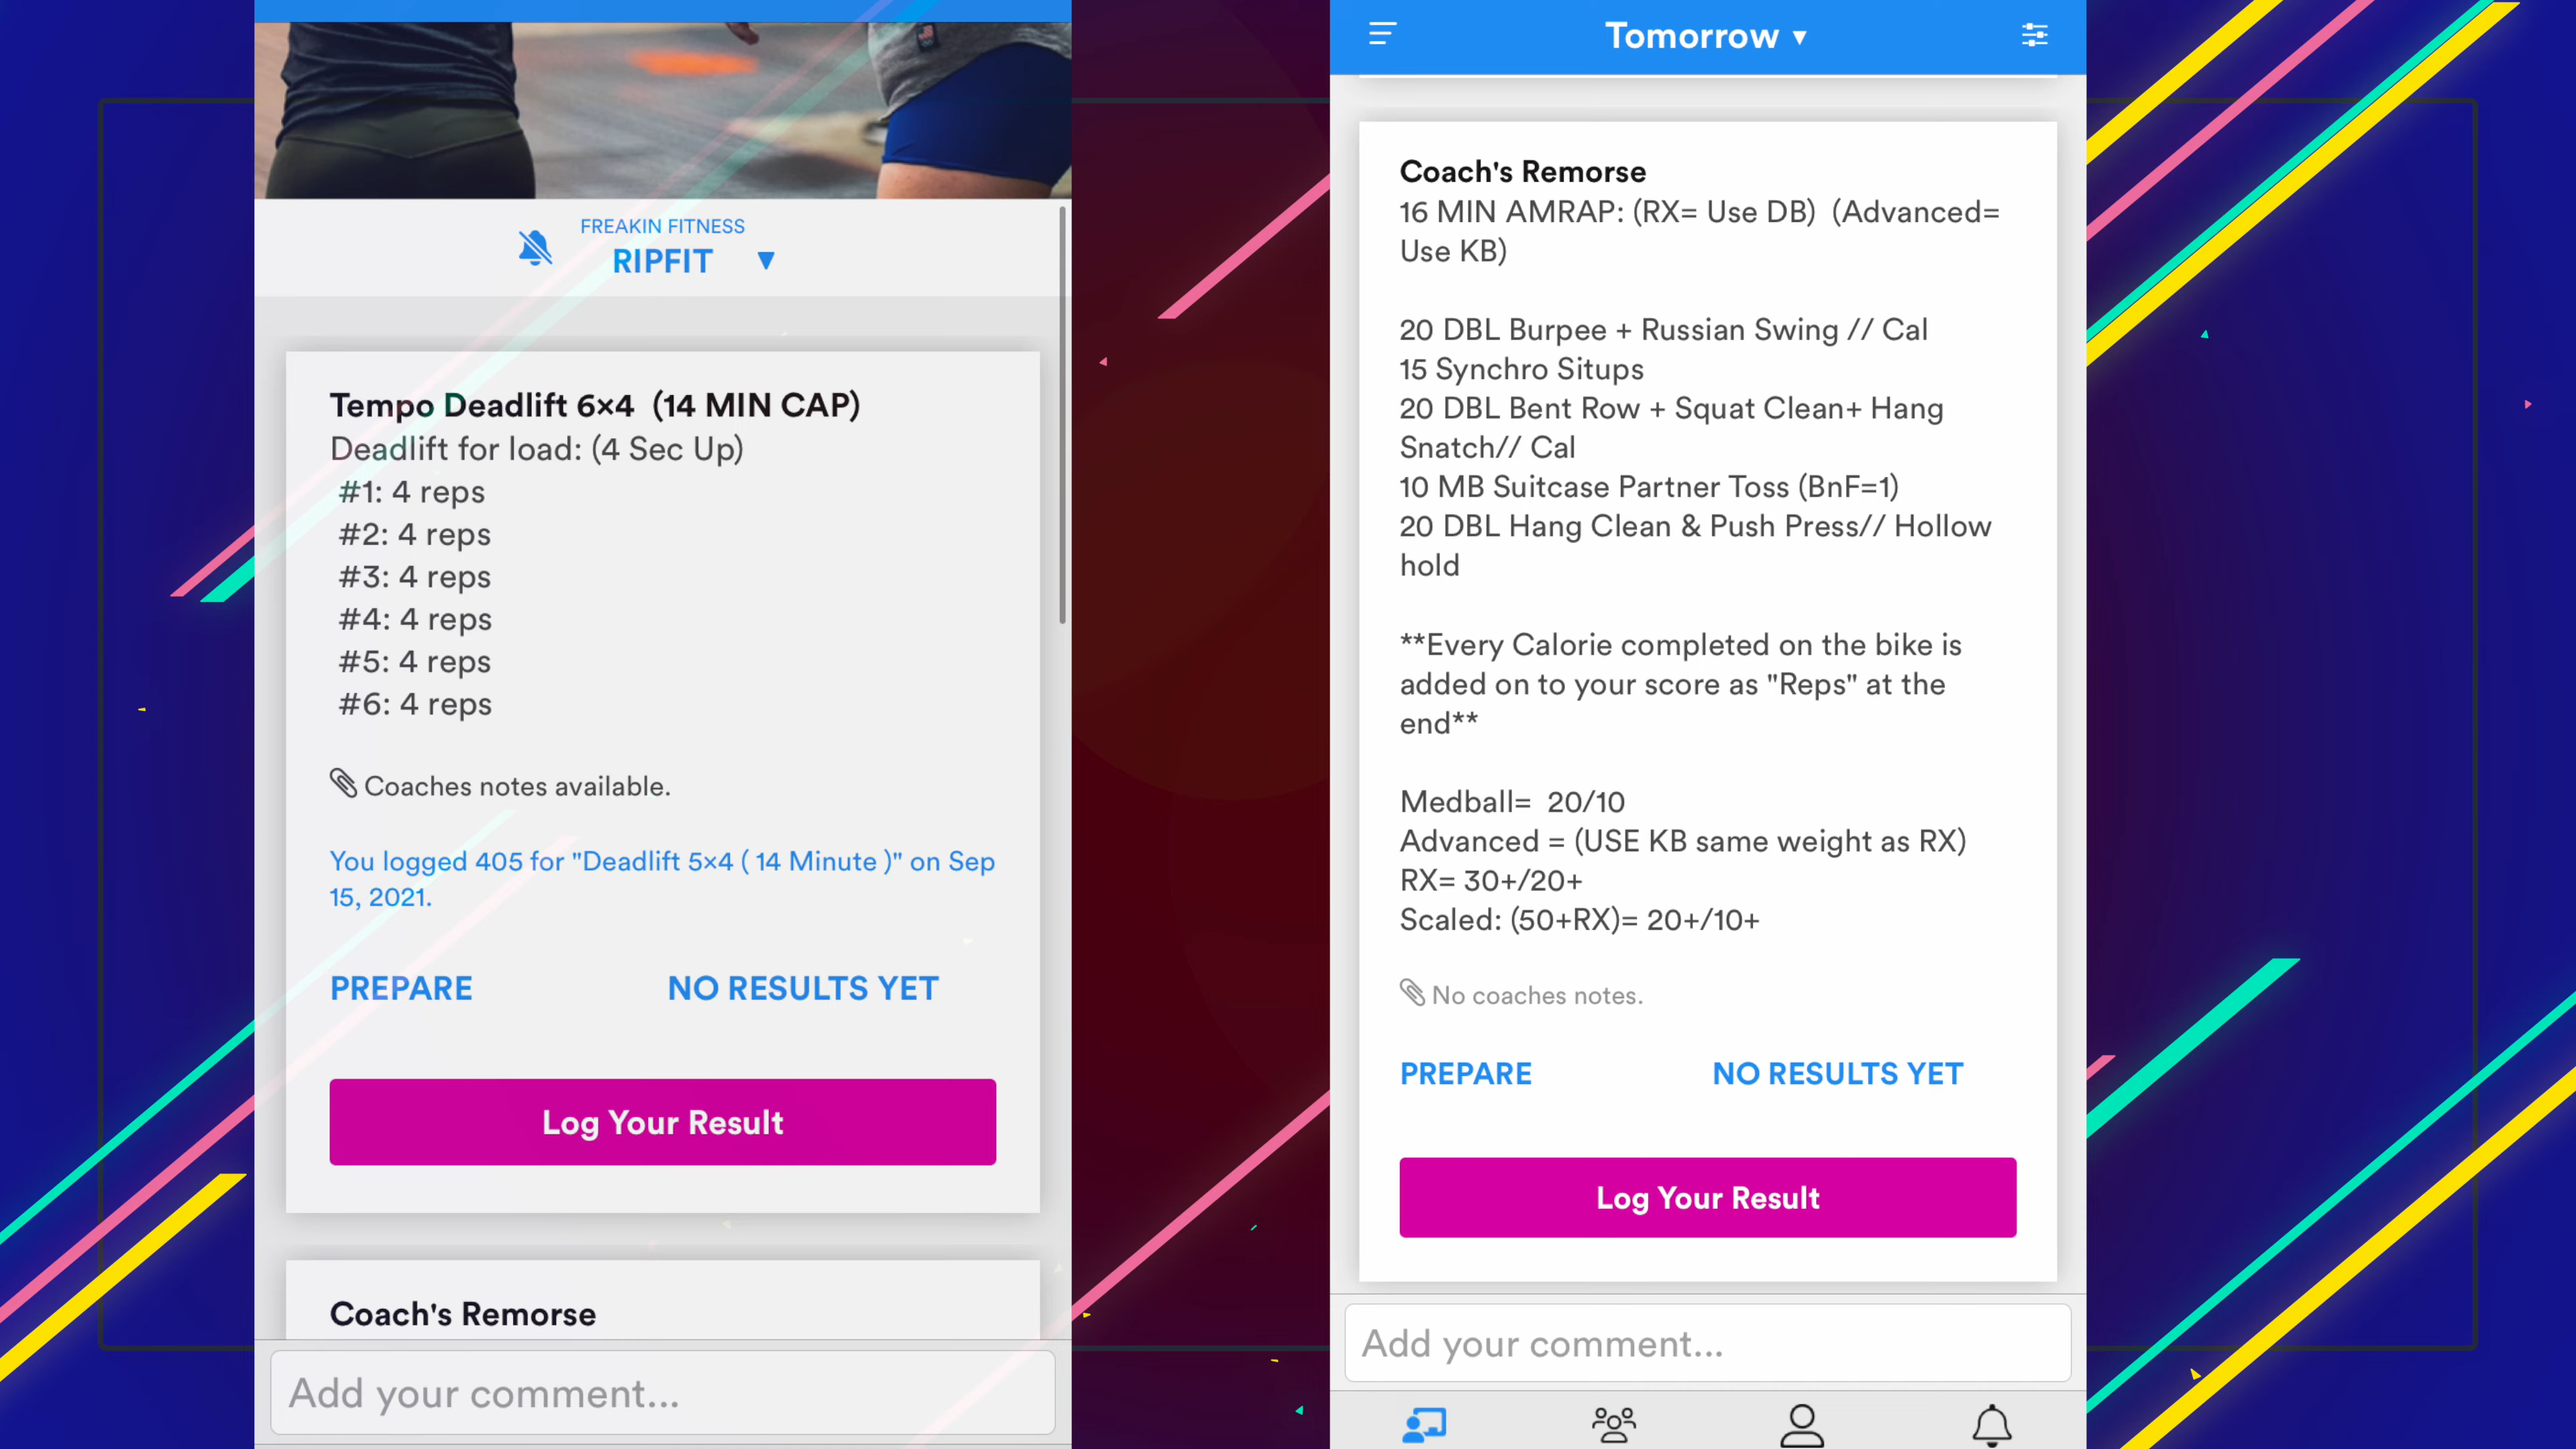 FREAKIN FITNESS
RIPFIT ▼
Tempo Deadlift 6x4 (14 MIN CAP)
Deadlift for load: (4 Sec Up)
#1: 4 reps
#2: 4 reps
#3: 4 reps
#4: 4 reps
#5: 4 reps
#6: 4 reps
Coaches notes available.
You logged 405 for "Deadlift 5x4 ( 14 Minute )" on Sep
15, 2021.
PREPARE NO RESULTS YET
Log Your Result
Coach's Remorse
Add your comment...
Tomorrow ▼
Coach's Remorse
16 MIN AMRAP: (RX= Use DB) (Advanced=
Use KB)
20 DBL Burpee + Russian Swing // Cal
15 Synchro Situps
20 DBL Bent Row + Squat Clean+ Hang
Snatch// Cal
10 MB Suitcase Partner Toss (BnF=1)
20 DBL Hang Clean & Push Press// Hollow
hold
**Every Calorie completed on the bike is
added on to your score as "Reps" at the
end**
Medball= 20/10
Advanced = (USE KB same weight as RX)
RX= 30+/20+
Scaled: (50+RX)= 20+/10+
No coaches notes.
PREPARE NO RESULTS YET
Log Your Result
Add your comment...